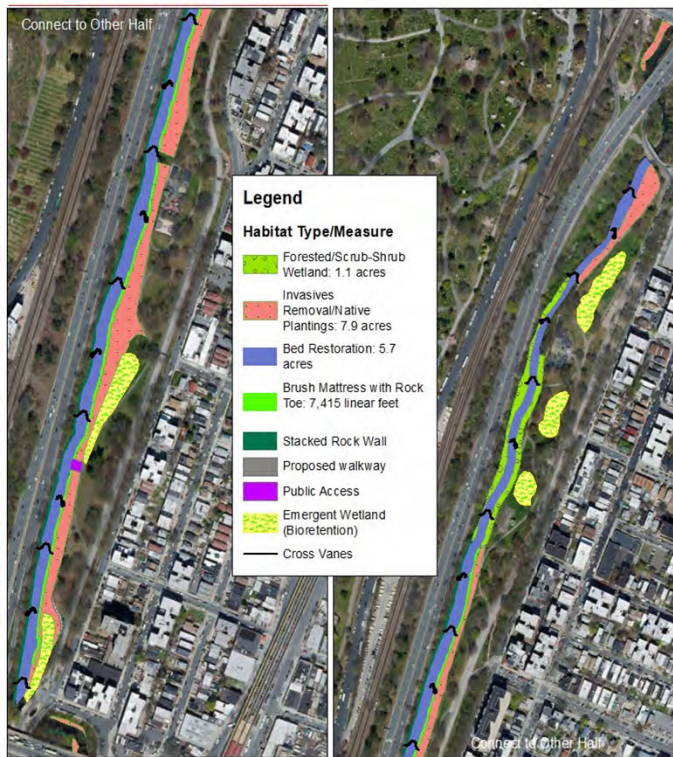 Connect to Other Half
Legend
Habitat Type/Measure
Forested/Scrub-Shrub
Wetland: 1.1 acres
Invasives
Removal/Native
Plantings: 7.9 acres
Bed Restoration: 5.7
acres
Brush Mattress with Rock
Toe: 7,415 linear feet
Stacked Rock Wall
Proposed walkway
Public Access
Emergent Wetland
(Bioretention)
Cross Vanes
Connect to Other Half